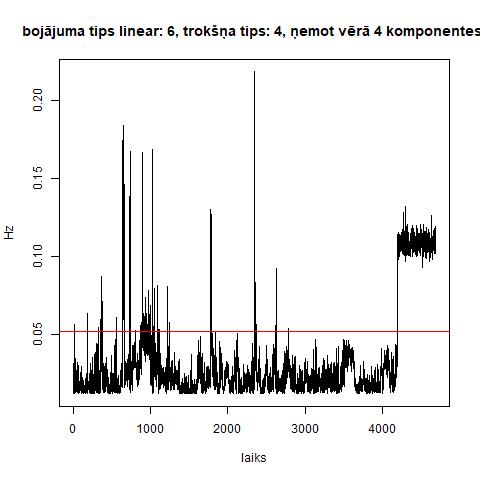 bojājuma tips linear: 6, trokšņa tips: 4, ņemot vērā 4 komponentes
Hz
0.20
0.15
0.10
0.05
0 1000 2000 3000 4000
laiks